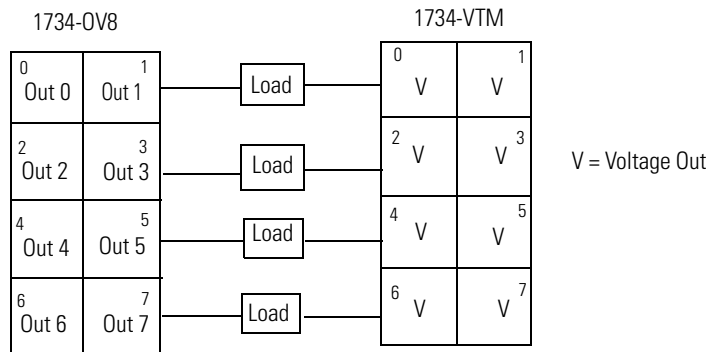 1734-OV8
1734-VTM
0 1 Out 0 Out 1
Load
0 1 V V
2 3 Out 2 Out 3
Load
2 3 V V
V = Voltage Out
4 5 Out 4 Out 5
Load
4 5 V V
6 7 Out 6 Out 7
Load
6 7 V V